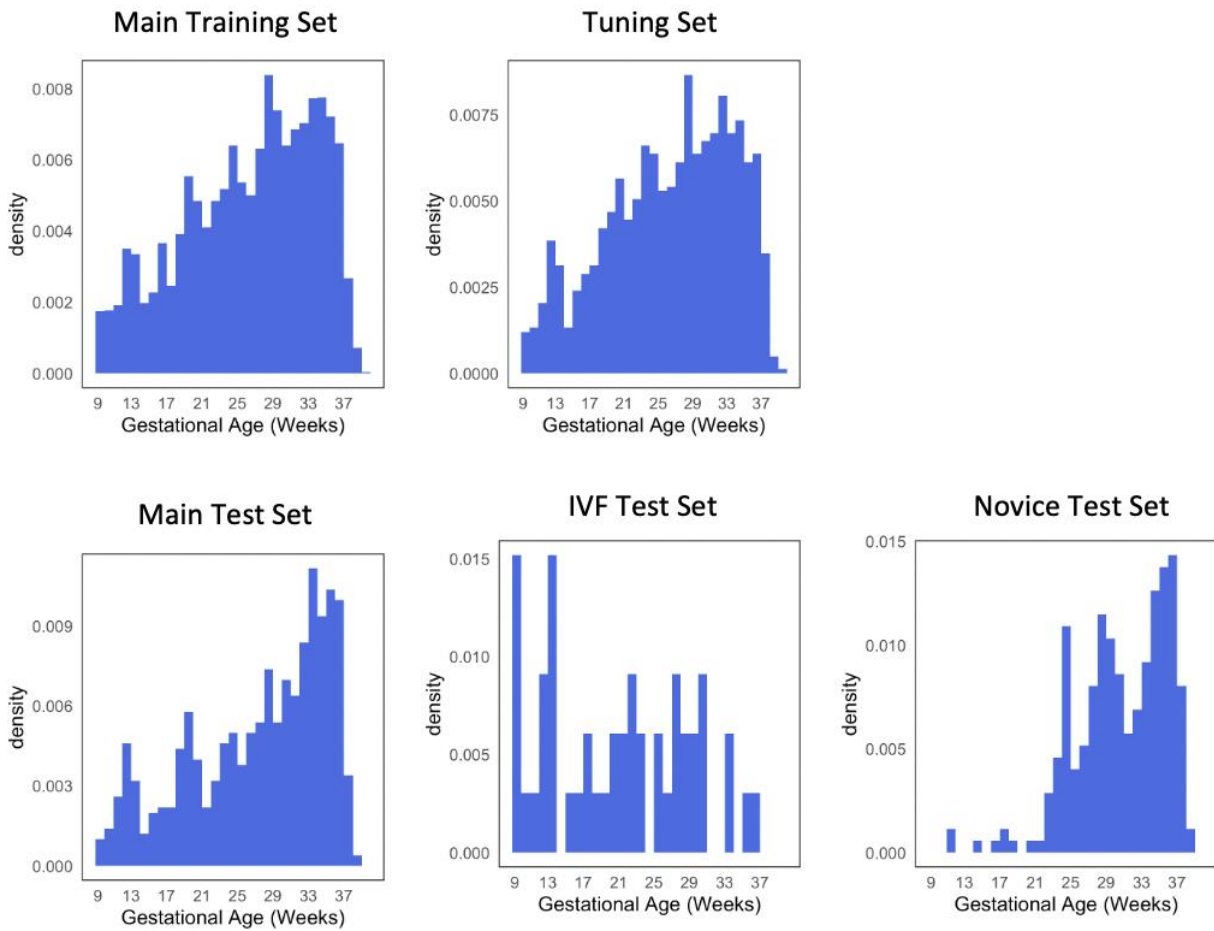 Main Training Set
0.008
0.006
0.004
0.002
0.000
density
9 13 17 21 25 29 33 37
Gestational Age (Weeks)
Tuning Set
0.0075
0.0050
0.0025
0.0000
density
9 13 17 21 25 29 33 37
Gestational Age (Weeks)
Main Test Set
0.009
0.006
0.003
0.000
density
9 13 17 21 25 29 33 37
Gestational Age (Weeks)
IVF Test Set
0.015
0.010
0.005
0.000
density
9 13 17 21 25 29 33 37
Gestational Age (Weeks)
Novice Test Set
0.015
0.010
0.005
0.000
density
9 13 17 21 25 29 33 37
Gestational Age (Weeks)